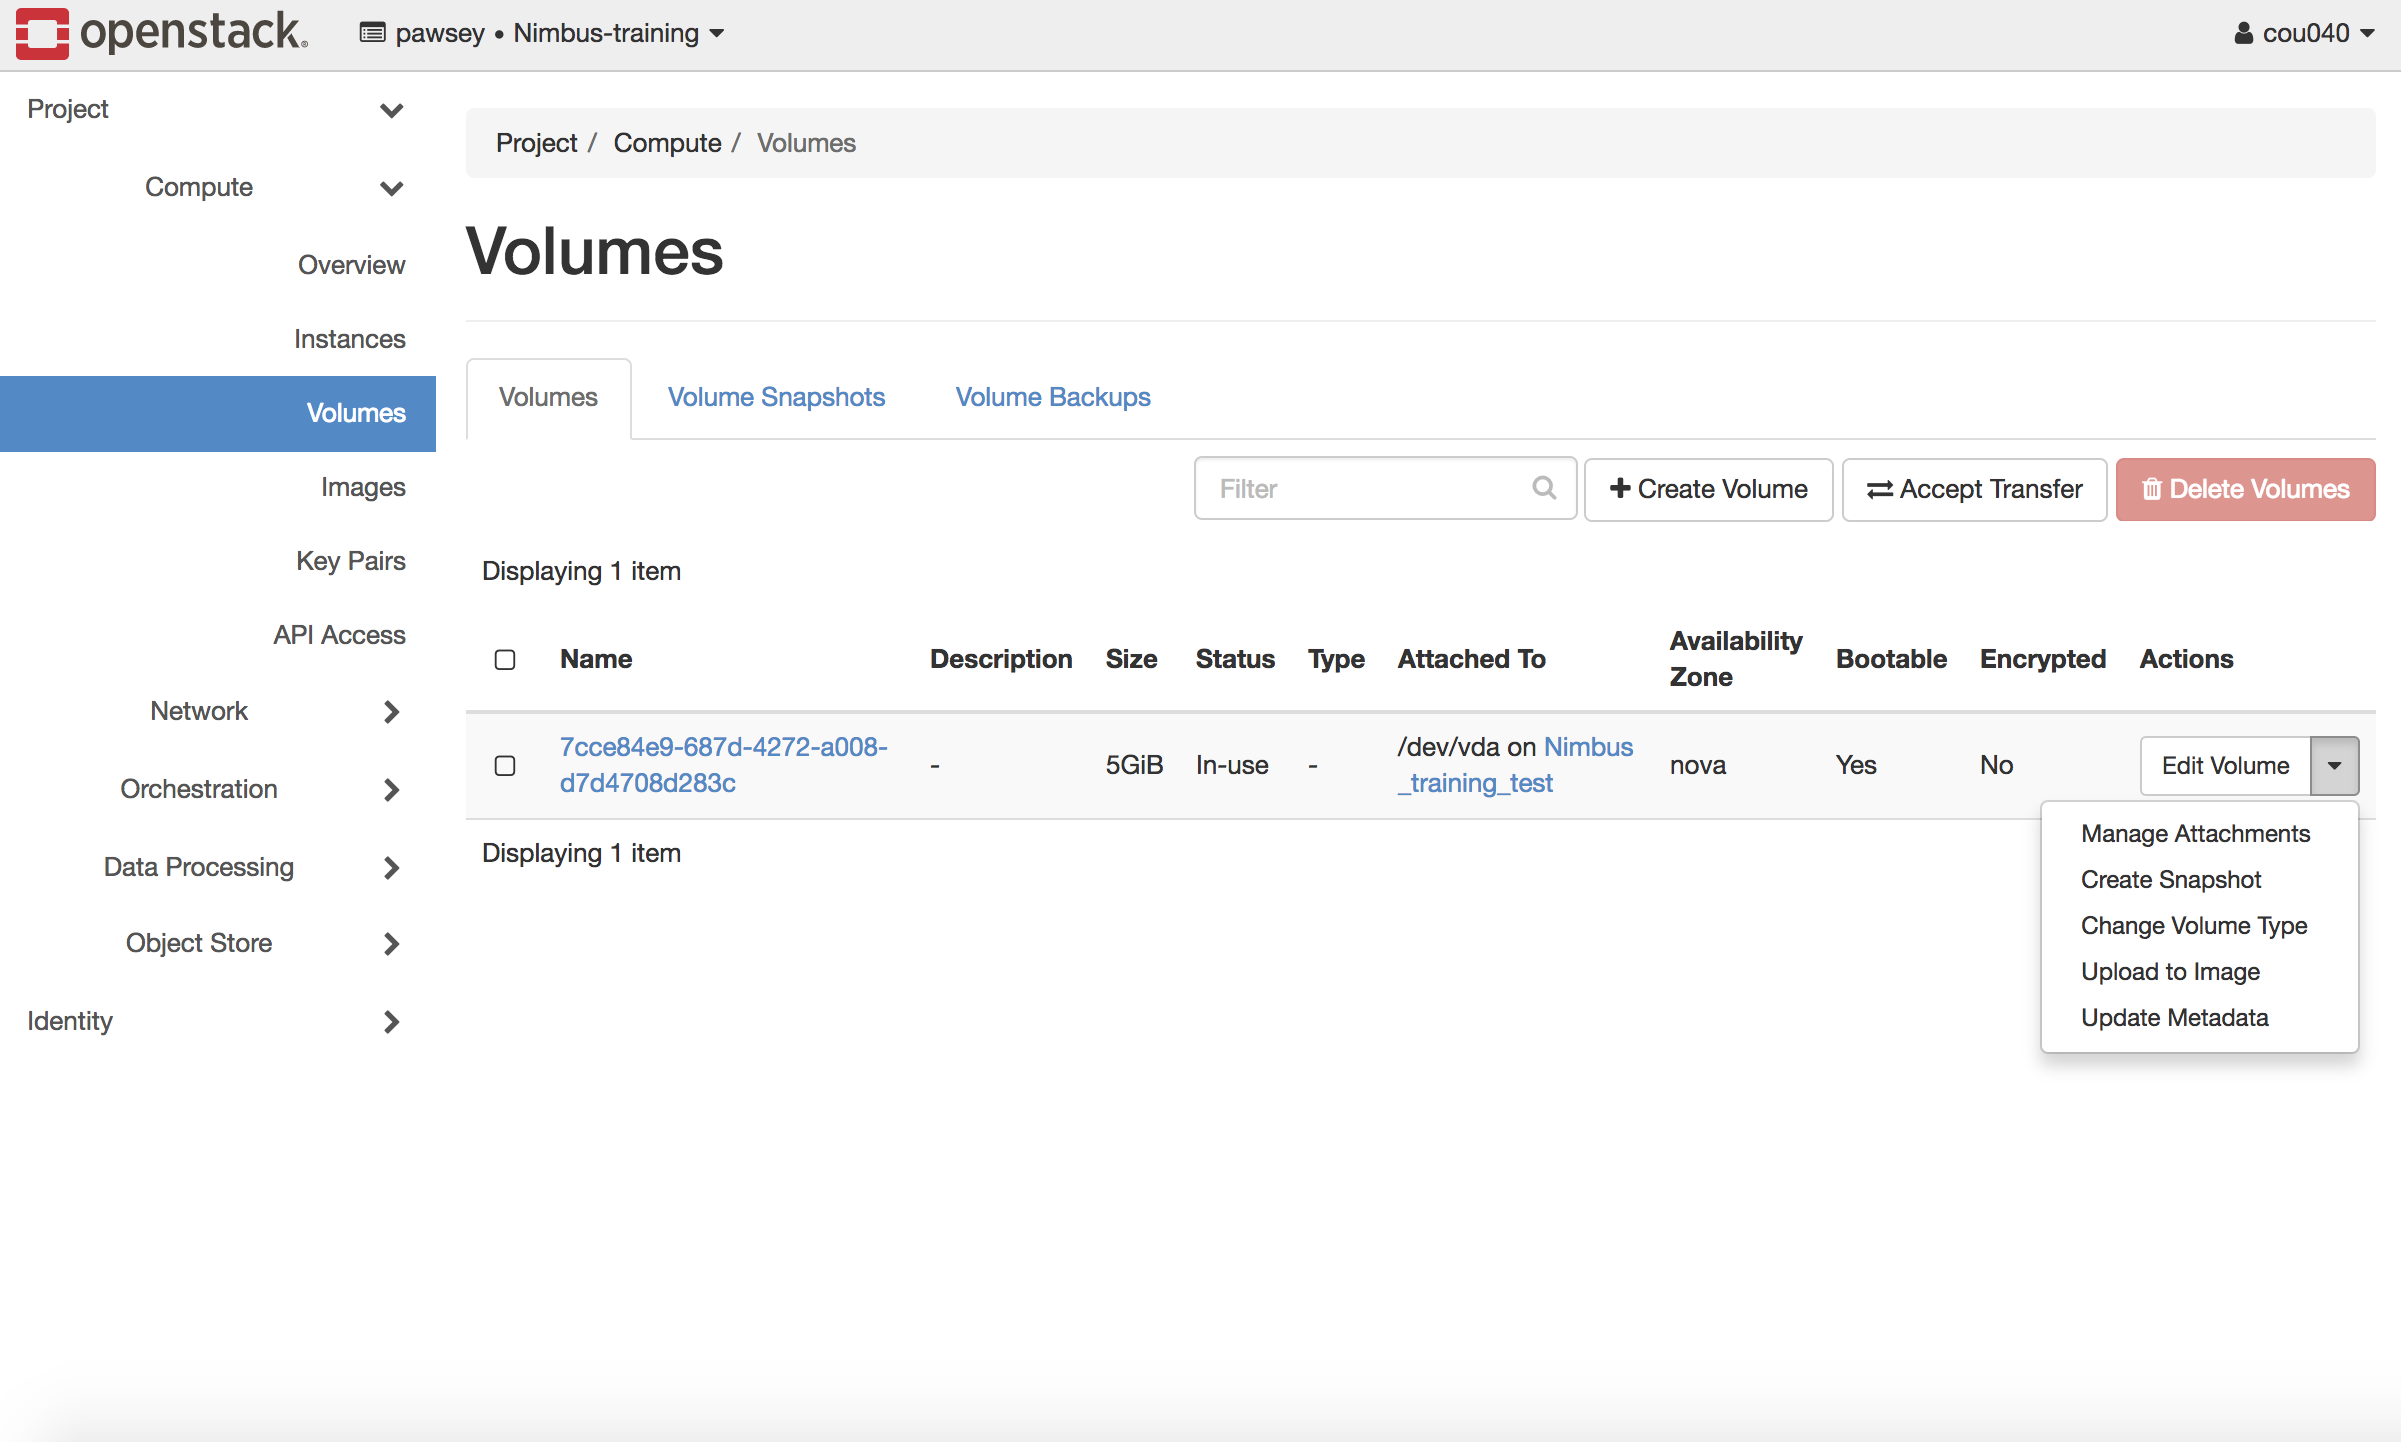 openstack.
pawsey • Nimbus-training
cou040
Project
Compute
Overview
Instances
Volumes
Images
Key Pairs
API Access
Network
Orchestration
Data Processing
Object Store
Identity
Project / Compute / Volumes
Volumes
Volumes Volume Snapshots Volume Backups
Filter Create Volume Accept Transfer Delete Volumes
Displaying 1 item
Name Description Size Status Type Attached To Availability Zone Bootable Encrypted Actions
7cce84e9-687d-4272-a008-
d7d4708d283c
-
5GiB
In-use
-
/dev/vda on Nimbus
_training_test
nova
Yes
No
Edit Volume
Displaying 1 item
Manage Attachments
Create Snapshot
Change Volume Type
Upload to Image
Update Metadata